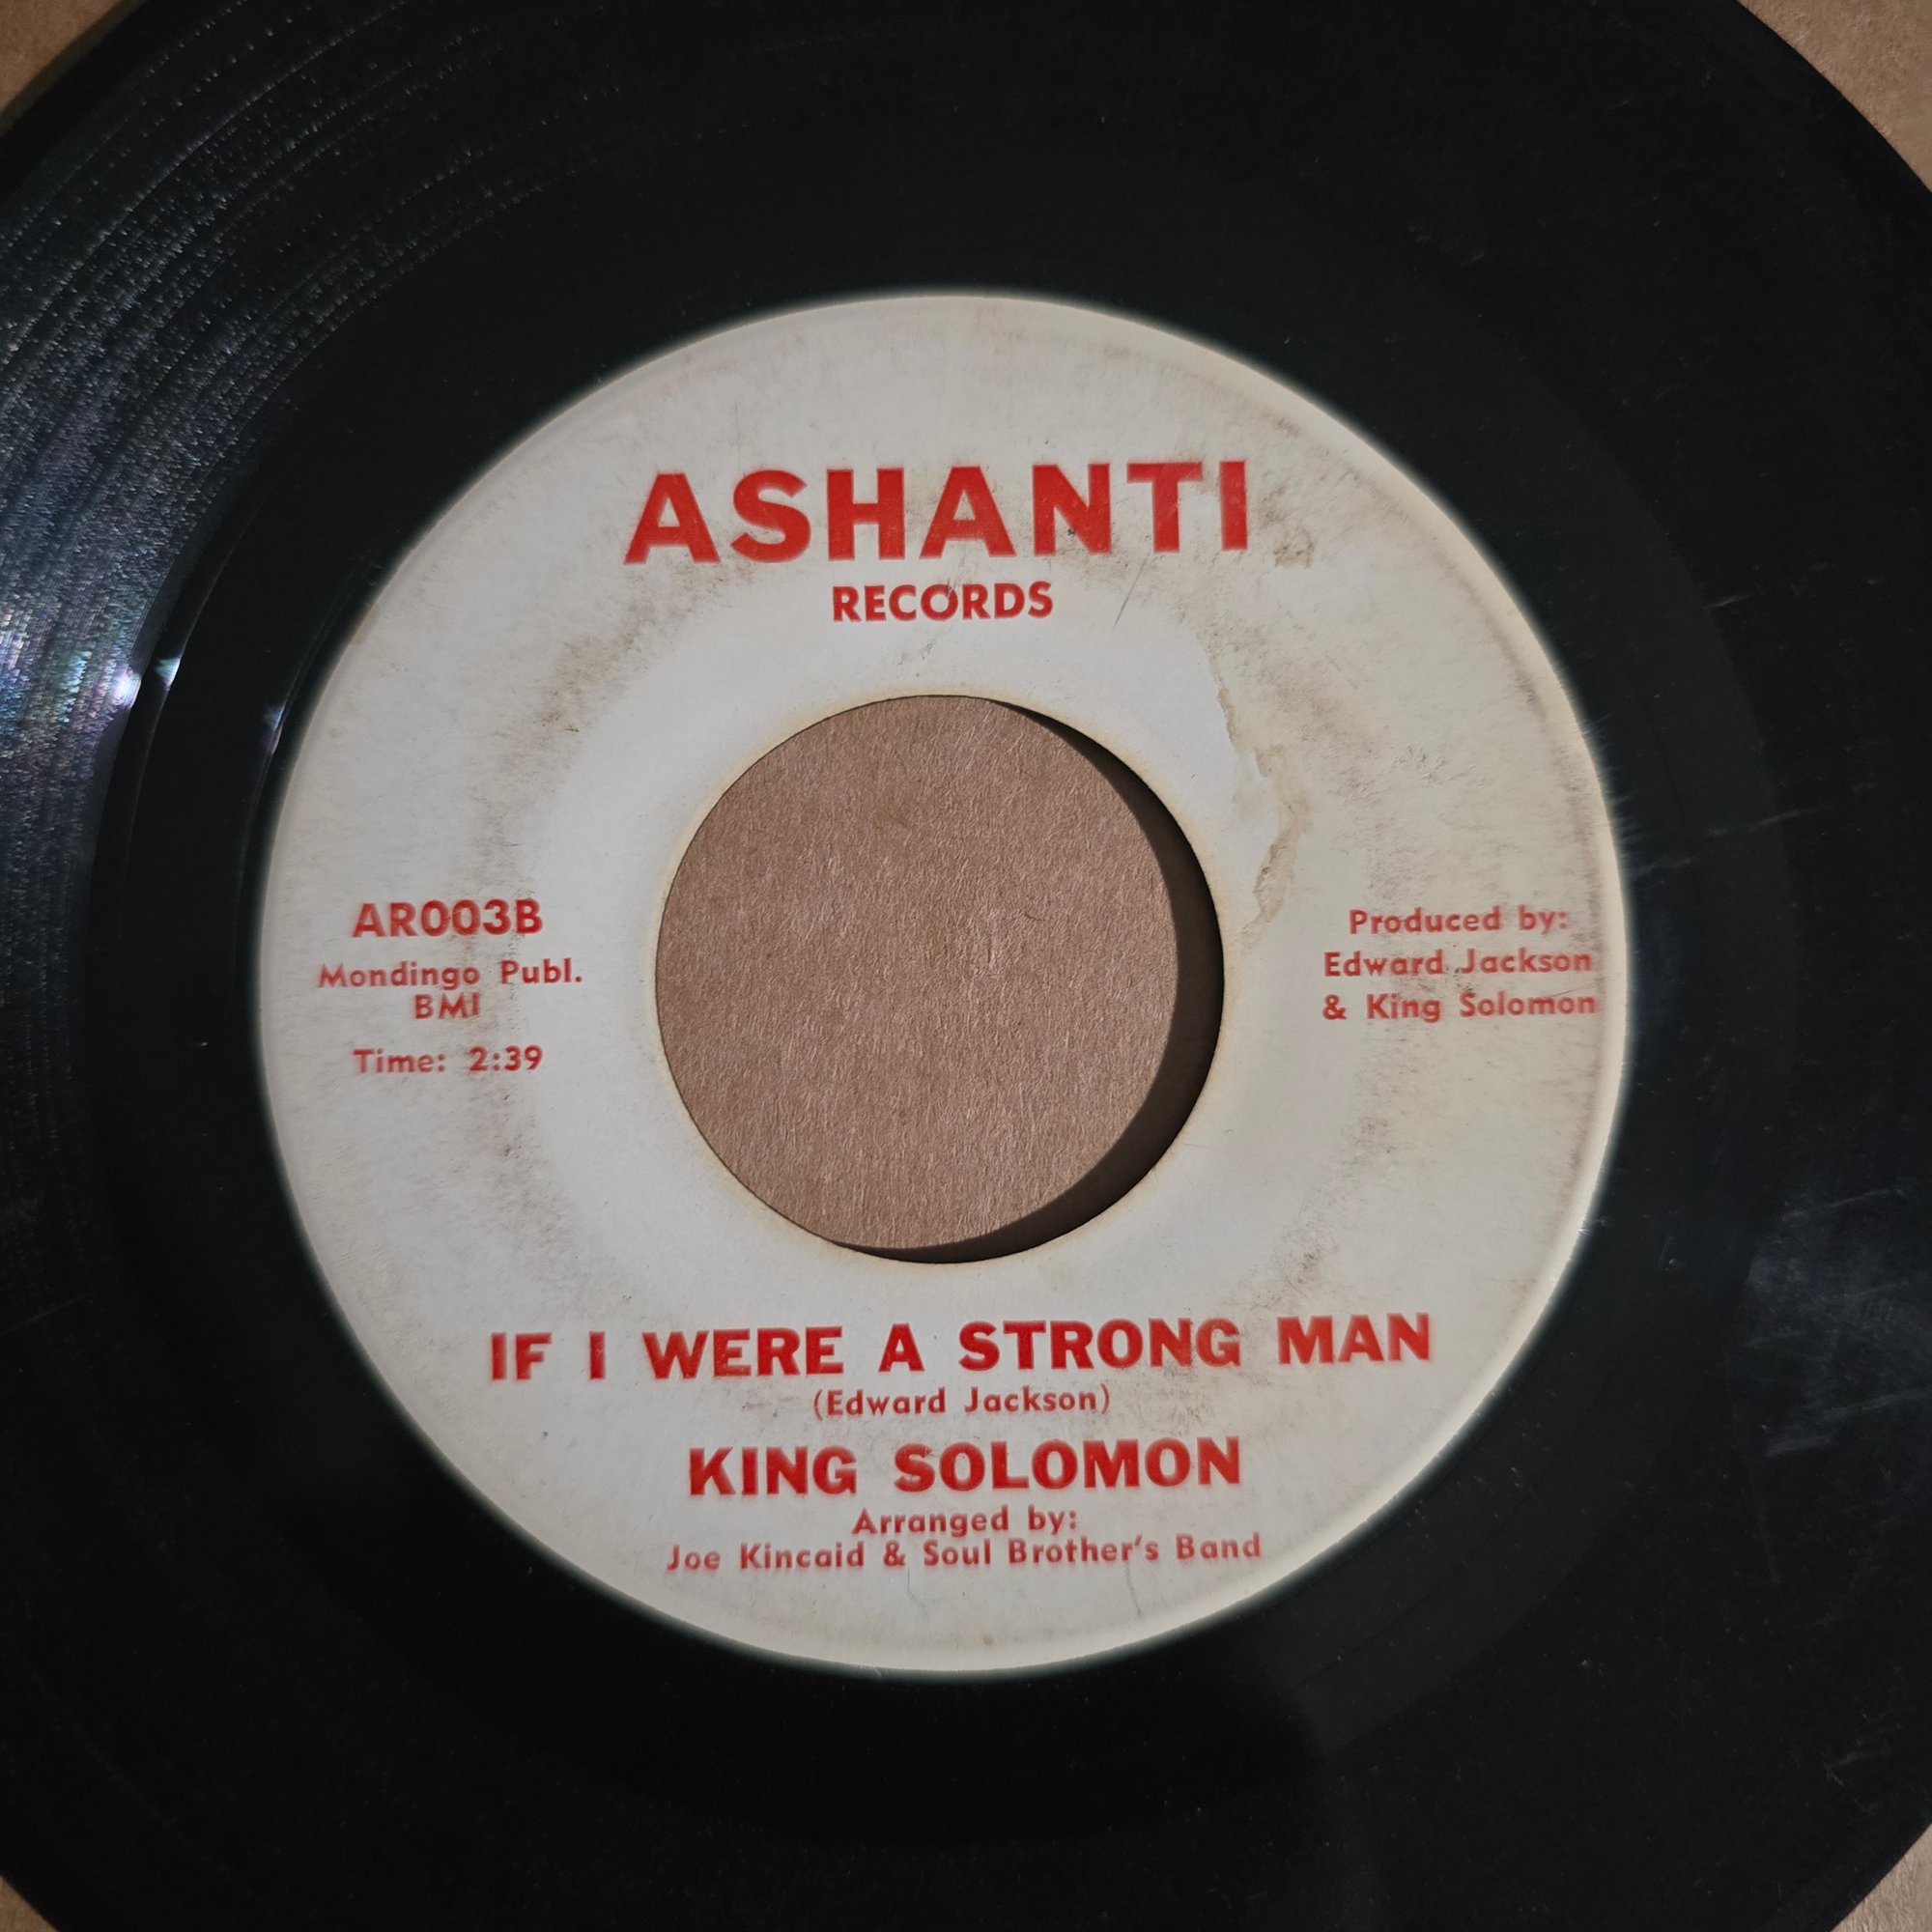 ASHANTI
RECORDS
AR003B
Mondingo Publ.
BMI
Time: 2:39
Produced by:
Edward Jackson
& King Solomon
IF I WERE A STRONG MAN
(Edward Jackson)
KING SOLOMON
Arranged by:
Joe Kincaid & Soul Brother's Band